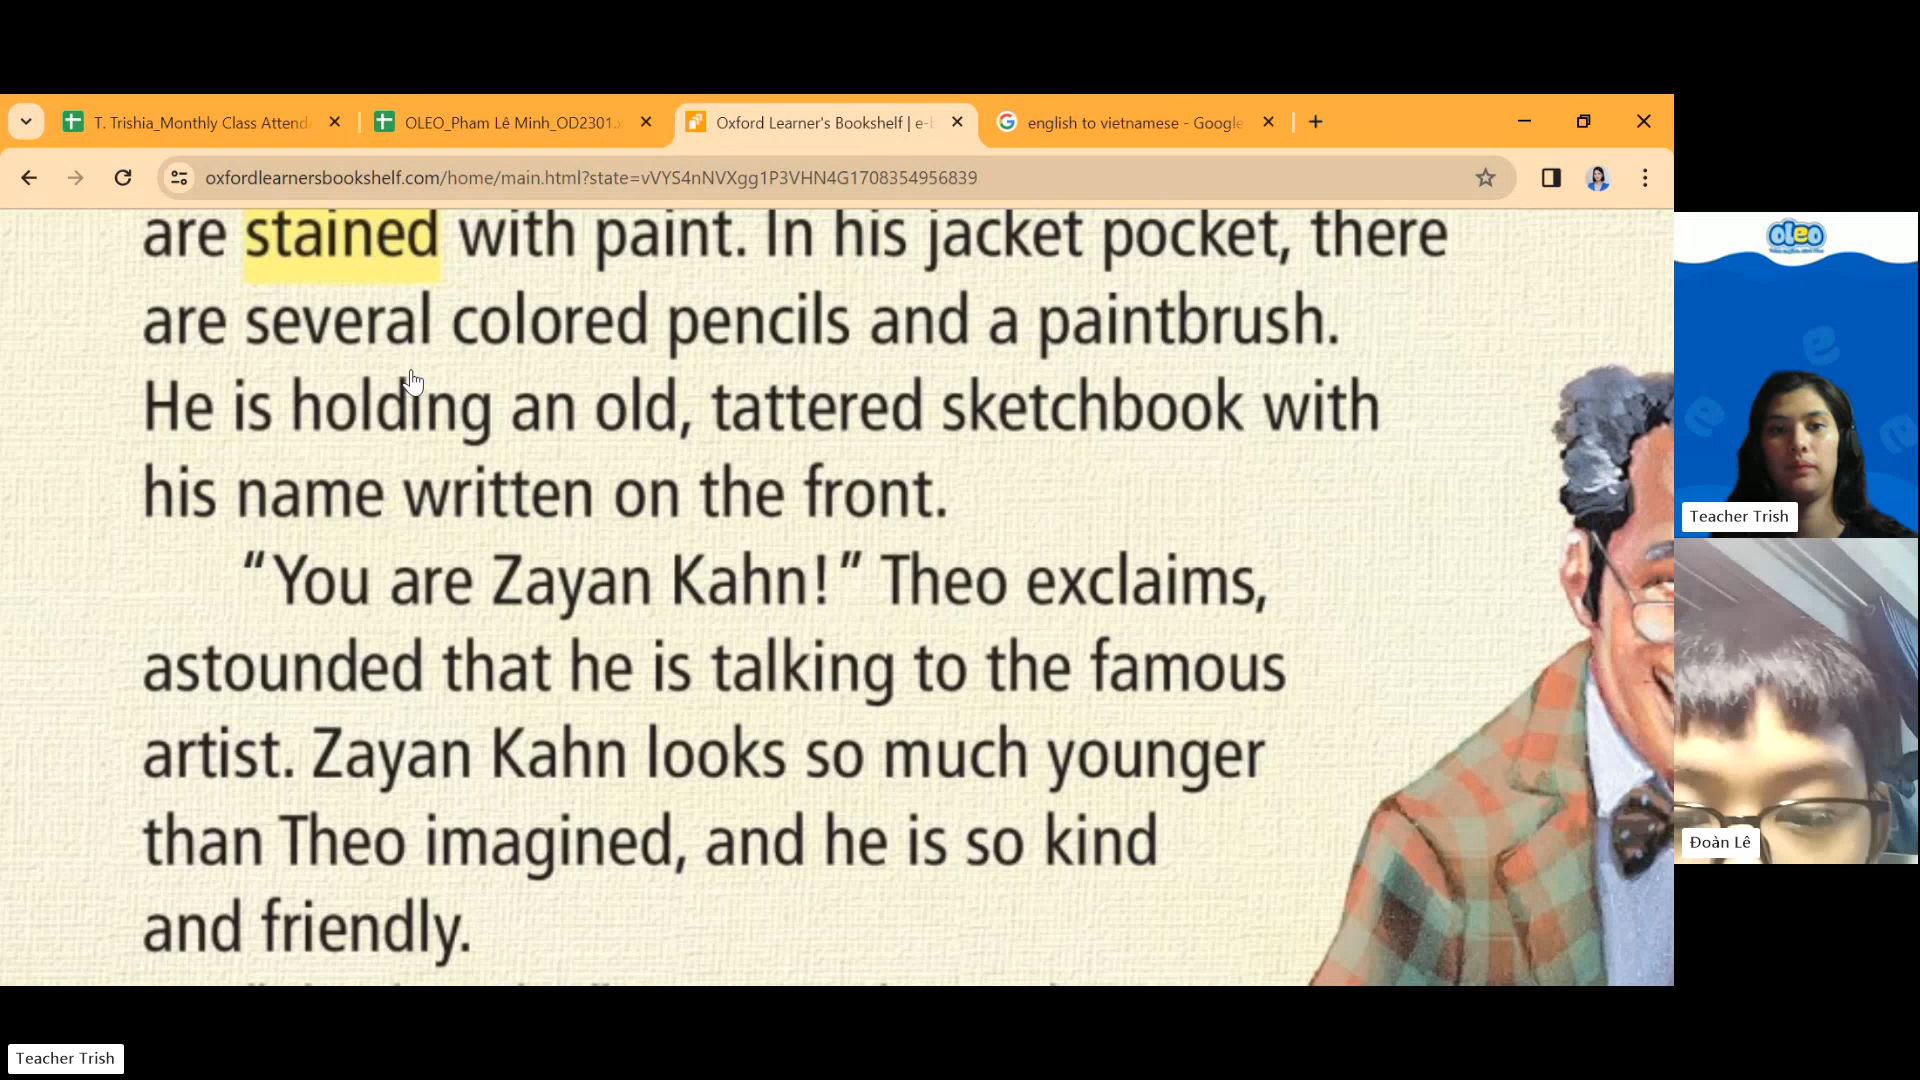 T. Trishia_Monthly Class Attend
OLEO_Pham Lê Minh_OD2301.x
Oxford Learner's Bookshelf | e-b
english to vietnamese - Google
oxfordlearnersbookshelf.com/home/main.html?state=vVYS4nNVXgg1P3VHN4G1708354956839
are stained with paint. In his jacket pocket, there
are several colored pencils and a paintbrush.
He is holding an old, tattered sketchbook with
his name written on the front.
“You are Zayan Kahn!” Theo exclaims,
astounded that he is talking to the famous
artist. Zayan Kahn looks so much younger
than Theo imagined, and he is so kind
and friendly.
oleo
Teacher Trish
Đoàn Lê
Teacher Trish